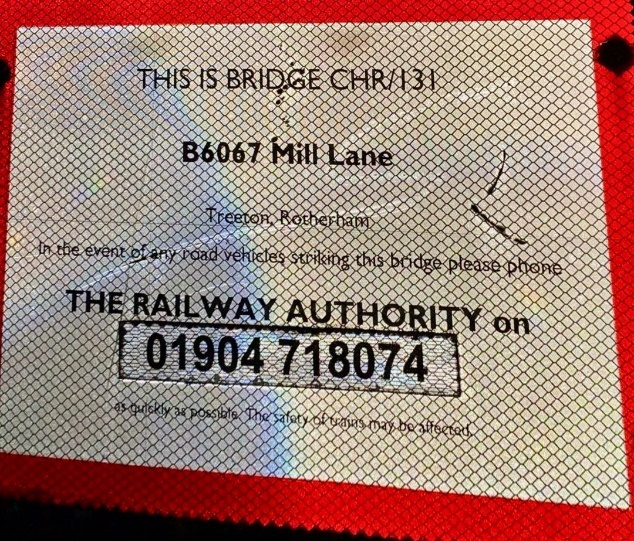 THIS IS BRIDGE CHR/131
B6067 Mill Lane
Treeton, Rotherham
In the event of any road vehicles striking this bridge please phone
THE RAILWAY AUTHORITY on
01904 718074
as quickly as possible. The safety of trains may be affected.